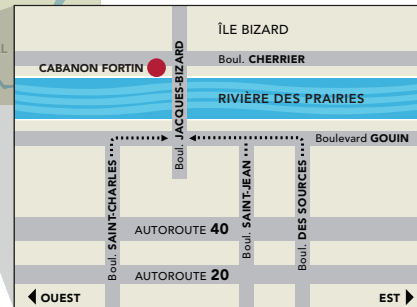 ÎLE BIZARD
Boul. CHERRIER
CABANON FORTIN
Boul. JACQUES-BIZARD
RIVIÈRE DES PRAIRIES
Boulevard GOUIN
Boul. SAINT-CHARLES
Boul. SAINT-JEAN
Boul. DES SOURCES
AUTOROUTE 40
AUTOROUTE 20
OUEST
EST